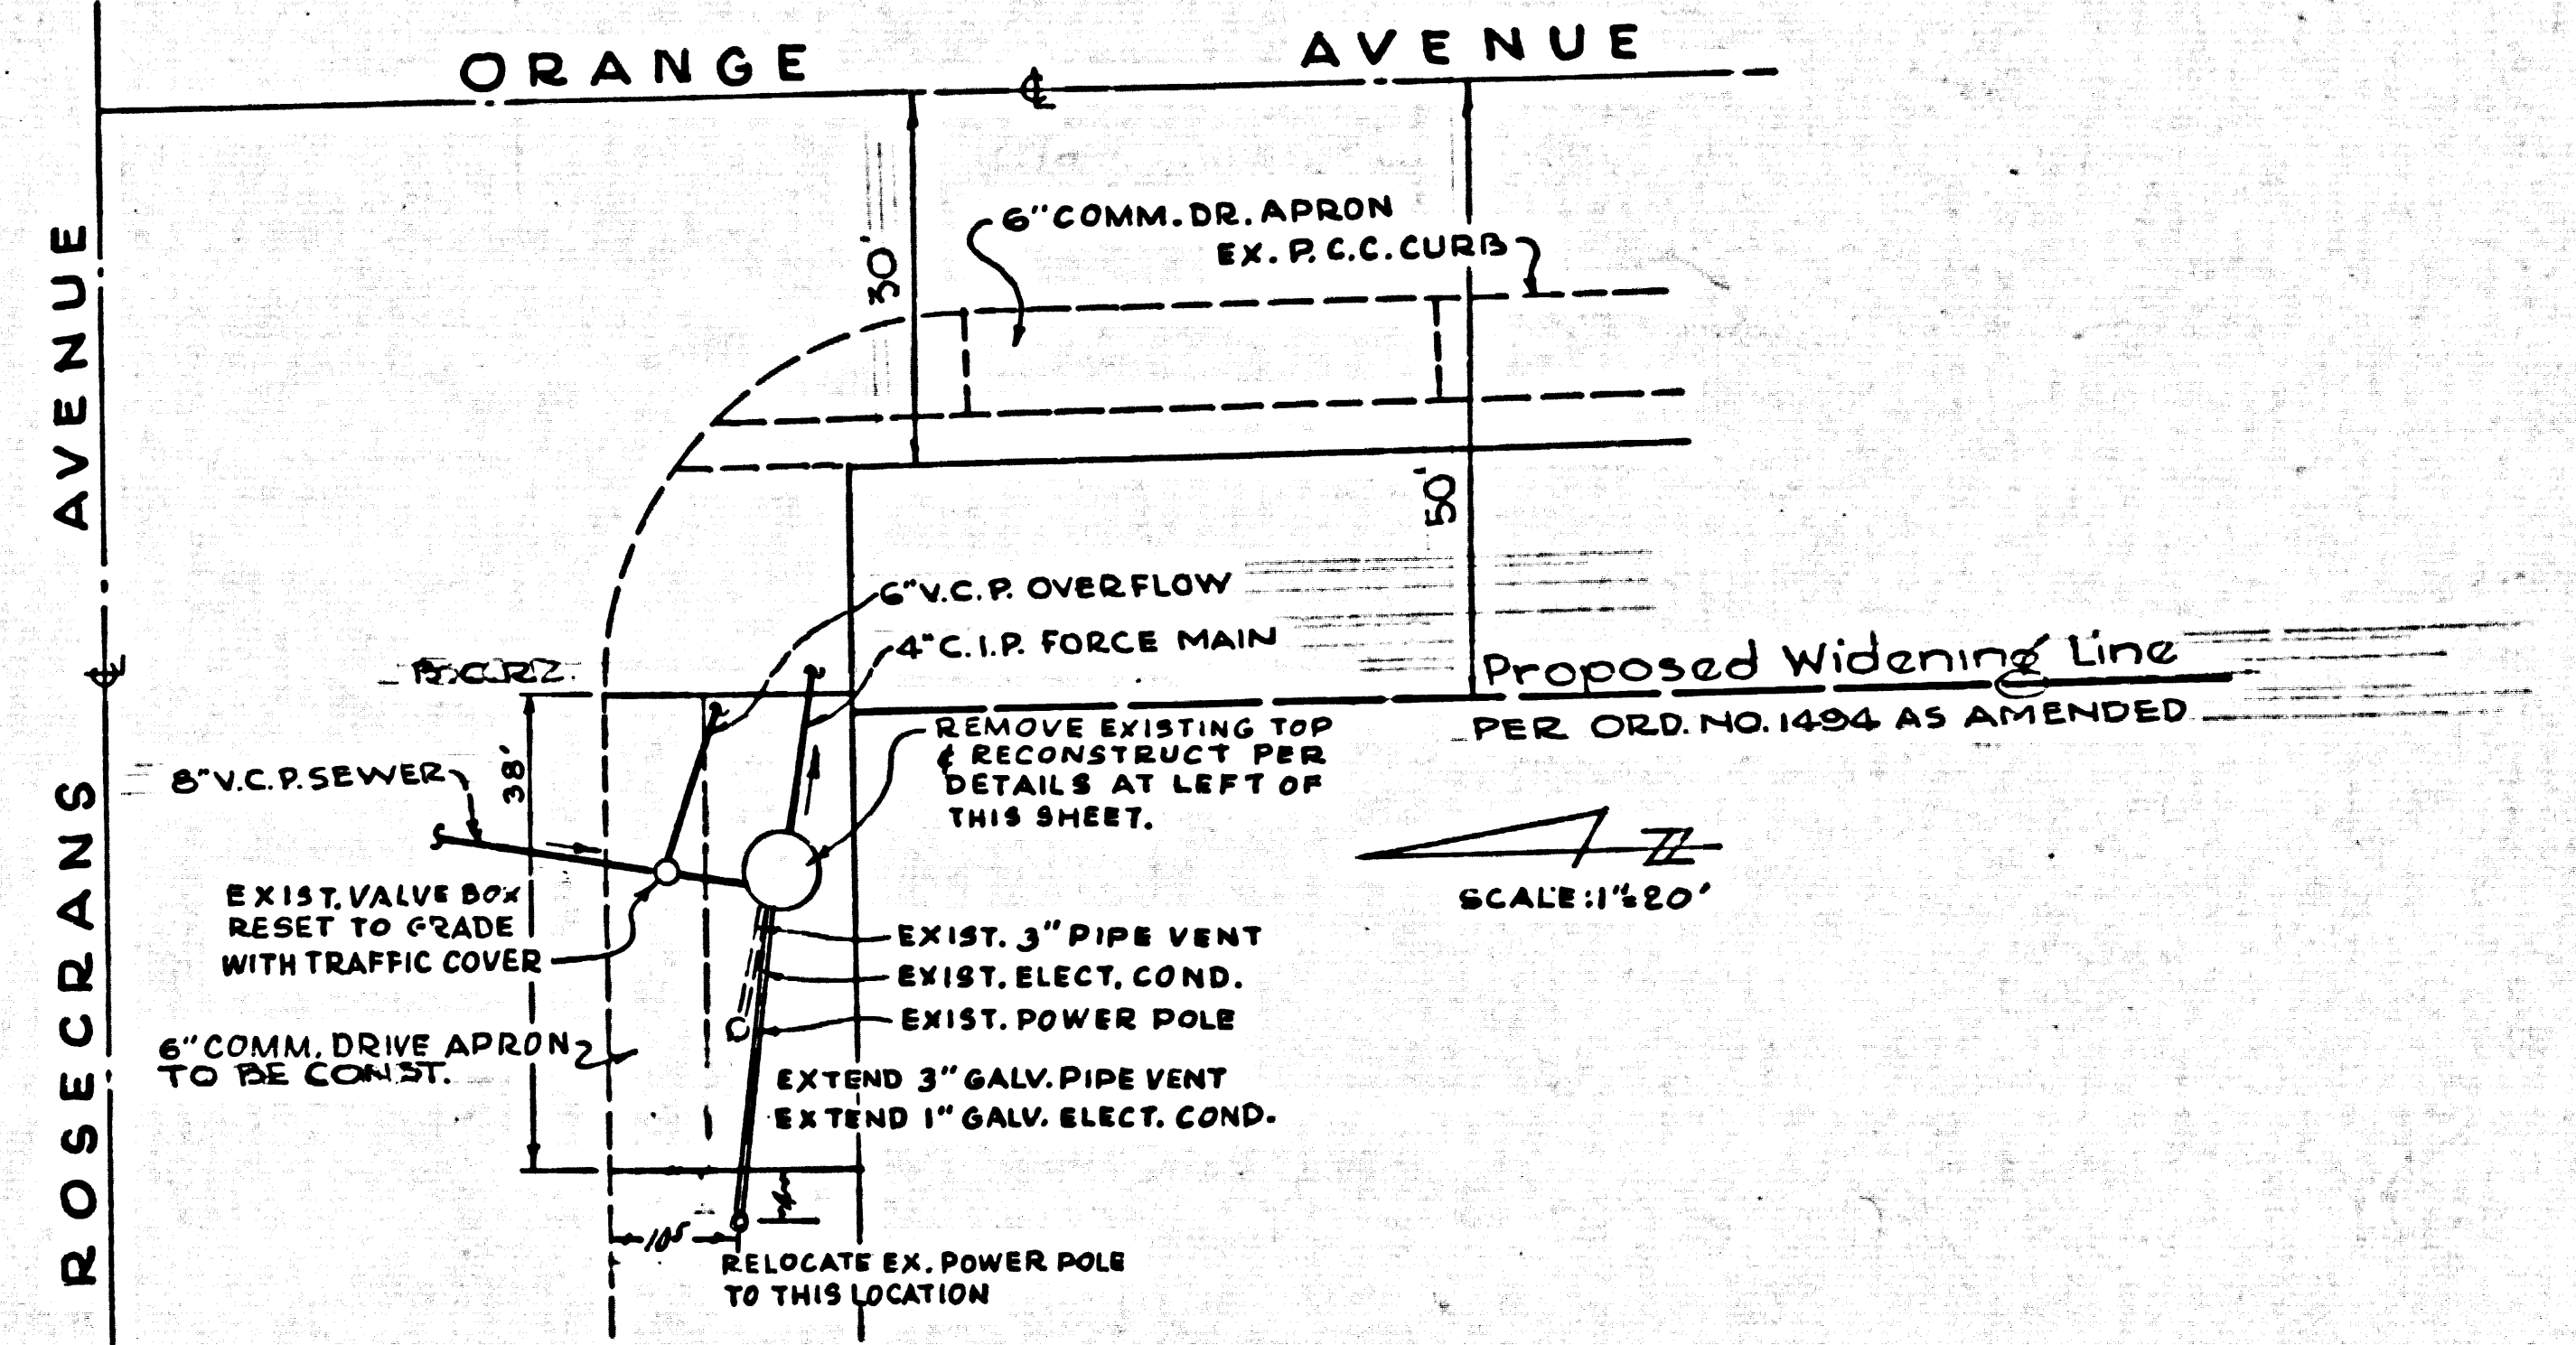 ORANGE AVENUE
℄
30'
6" COMM. DR. APRON
EX. P.C.C. CURB
50'
ROSECRANS AVENUE
℄
6" V.C.P. OVERFLOW
4" C.I.P. FORCE MAIN
Proposed Widening Line
PER ORD. NO. 1494 AS AMENDED
REMOVE EXISTING TOP
& RECONSTRUCT PER
DETAILS AT LEFT OF
THIS SHEET.
8" V.C.P. SEWER
38'
SCALE: 1"=20'
EXIST. VALVE BOX
RESET TO GRADE
WITH TRAFFIC COVER
EXIST. 3" PIPE VENT
EXIST. ELECT. COND.
EXIST. POWER POLE
6" COMM. DRIVE APRON
TO BE CONST.
EXTEND 3" GALV. PIPE VENT
EXTEND 1" GALV. ELECT. COND.
RELOCATE EX. POWER POLE
TO THIS LOCATION